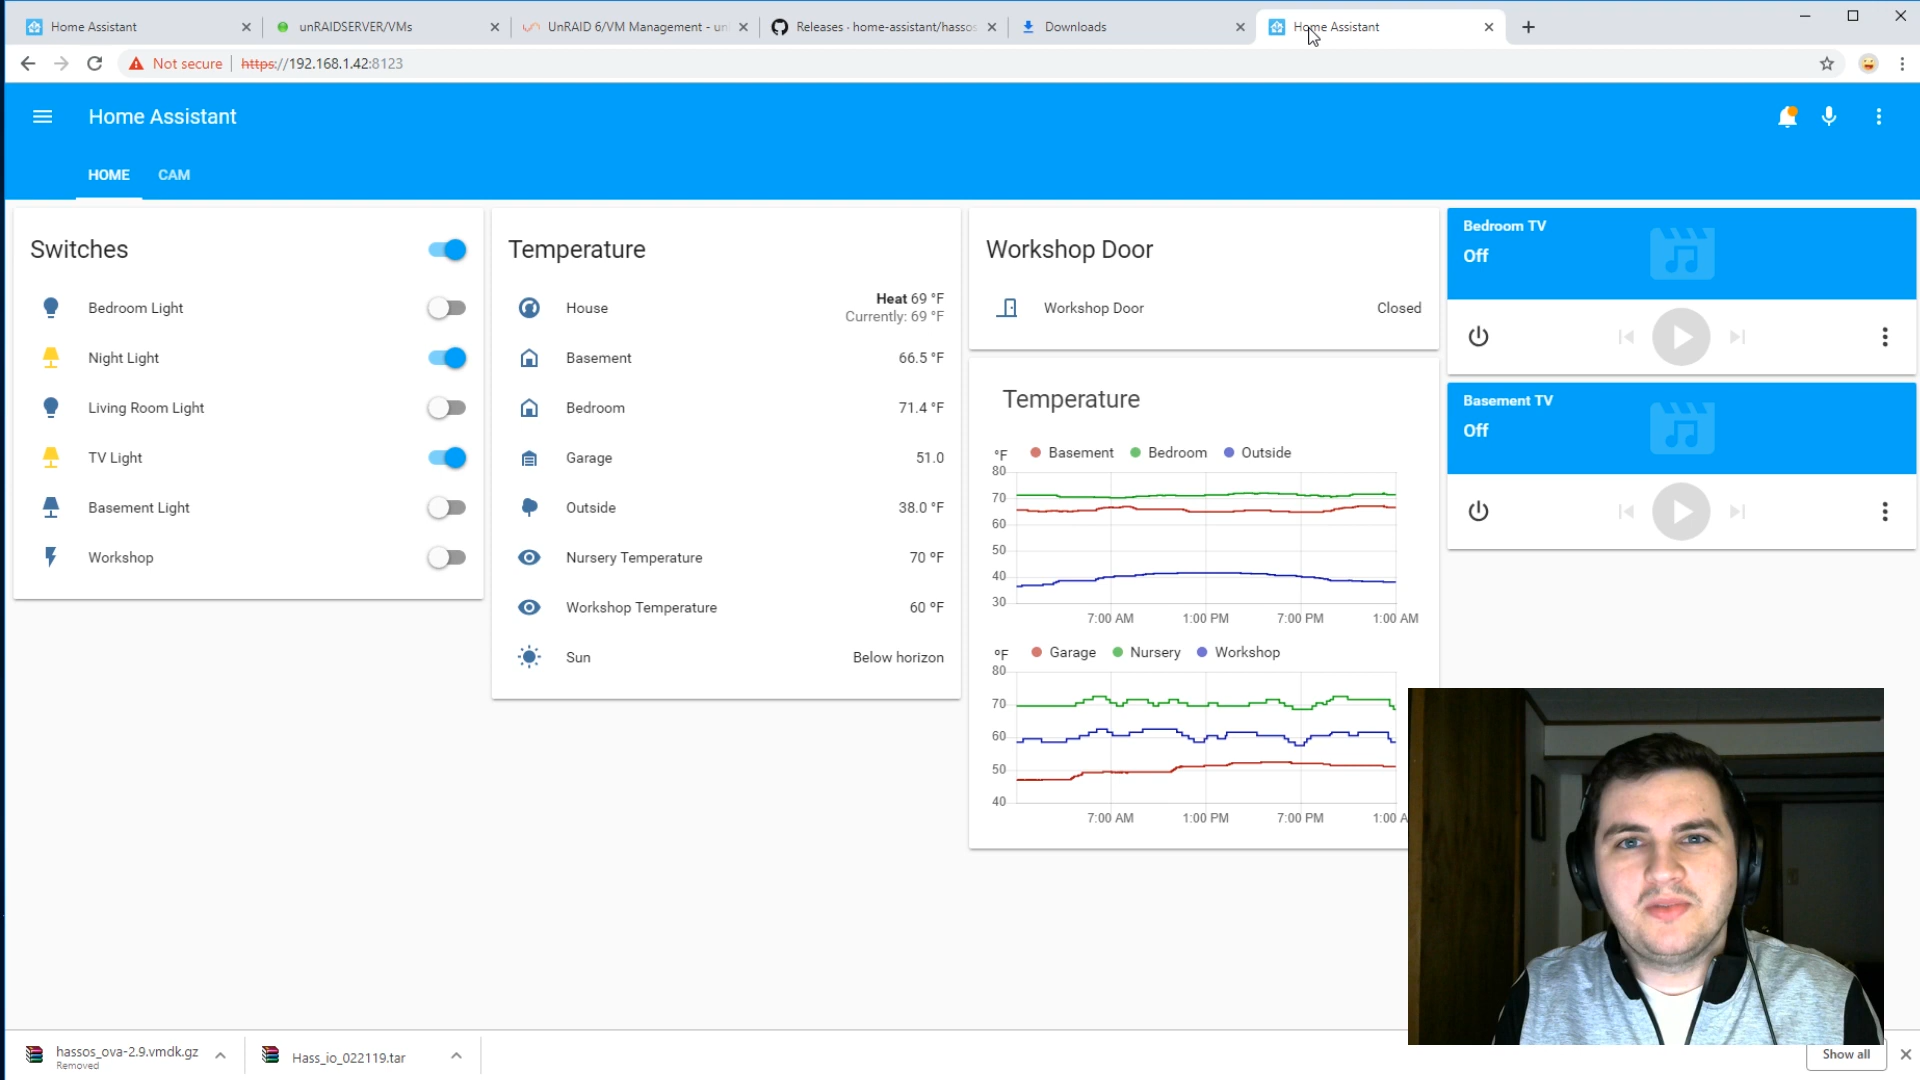 Home Assistant
unRAIDSERVER/VMs
UnRAID 6/VM Management - un
Releases · home-assistant/hassos
Downloads
Home Assistant
Not secure
https://192.168.1.42:8123
Home Assistant
HOME
CAM
Switches
Bedroom Light
Night Light
Living Room Light
TV Light
Basement Light
Workshop
Temperature
House
Heat 69 °F
Currently: 69 °F
Basement
66.5 °F
Bedroom
71.4 °F
Garage
51.0
Outside
38.0 °F
Nursery Temperature
70 °F
Workshop Temperature
60 °F
Sun
Below horizon
Workshop Door
Workshop Door
Closed
Temperature
°F
Basement
Bedroom
Outside
80
70
60
50
40
30
7:00 AM
1:00 PM
7:00 PM
1:00 AM
°F
Garage
Nursery
Workshop
80
70
60
50
40
7:00 AM
1:00 PM
7:00 PM
1:00 A
Bedroom TV
Off
Basement TV
Off
hassos_ova-2.9.vmdk.gz
Removed
Hass_io_022119.tar
Show all